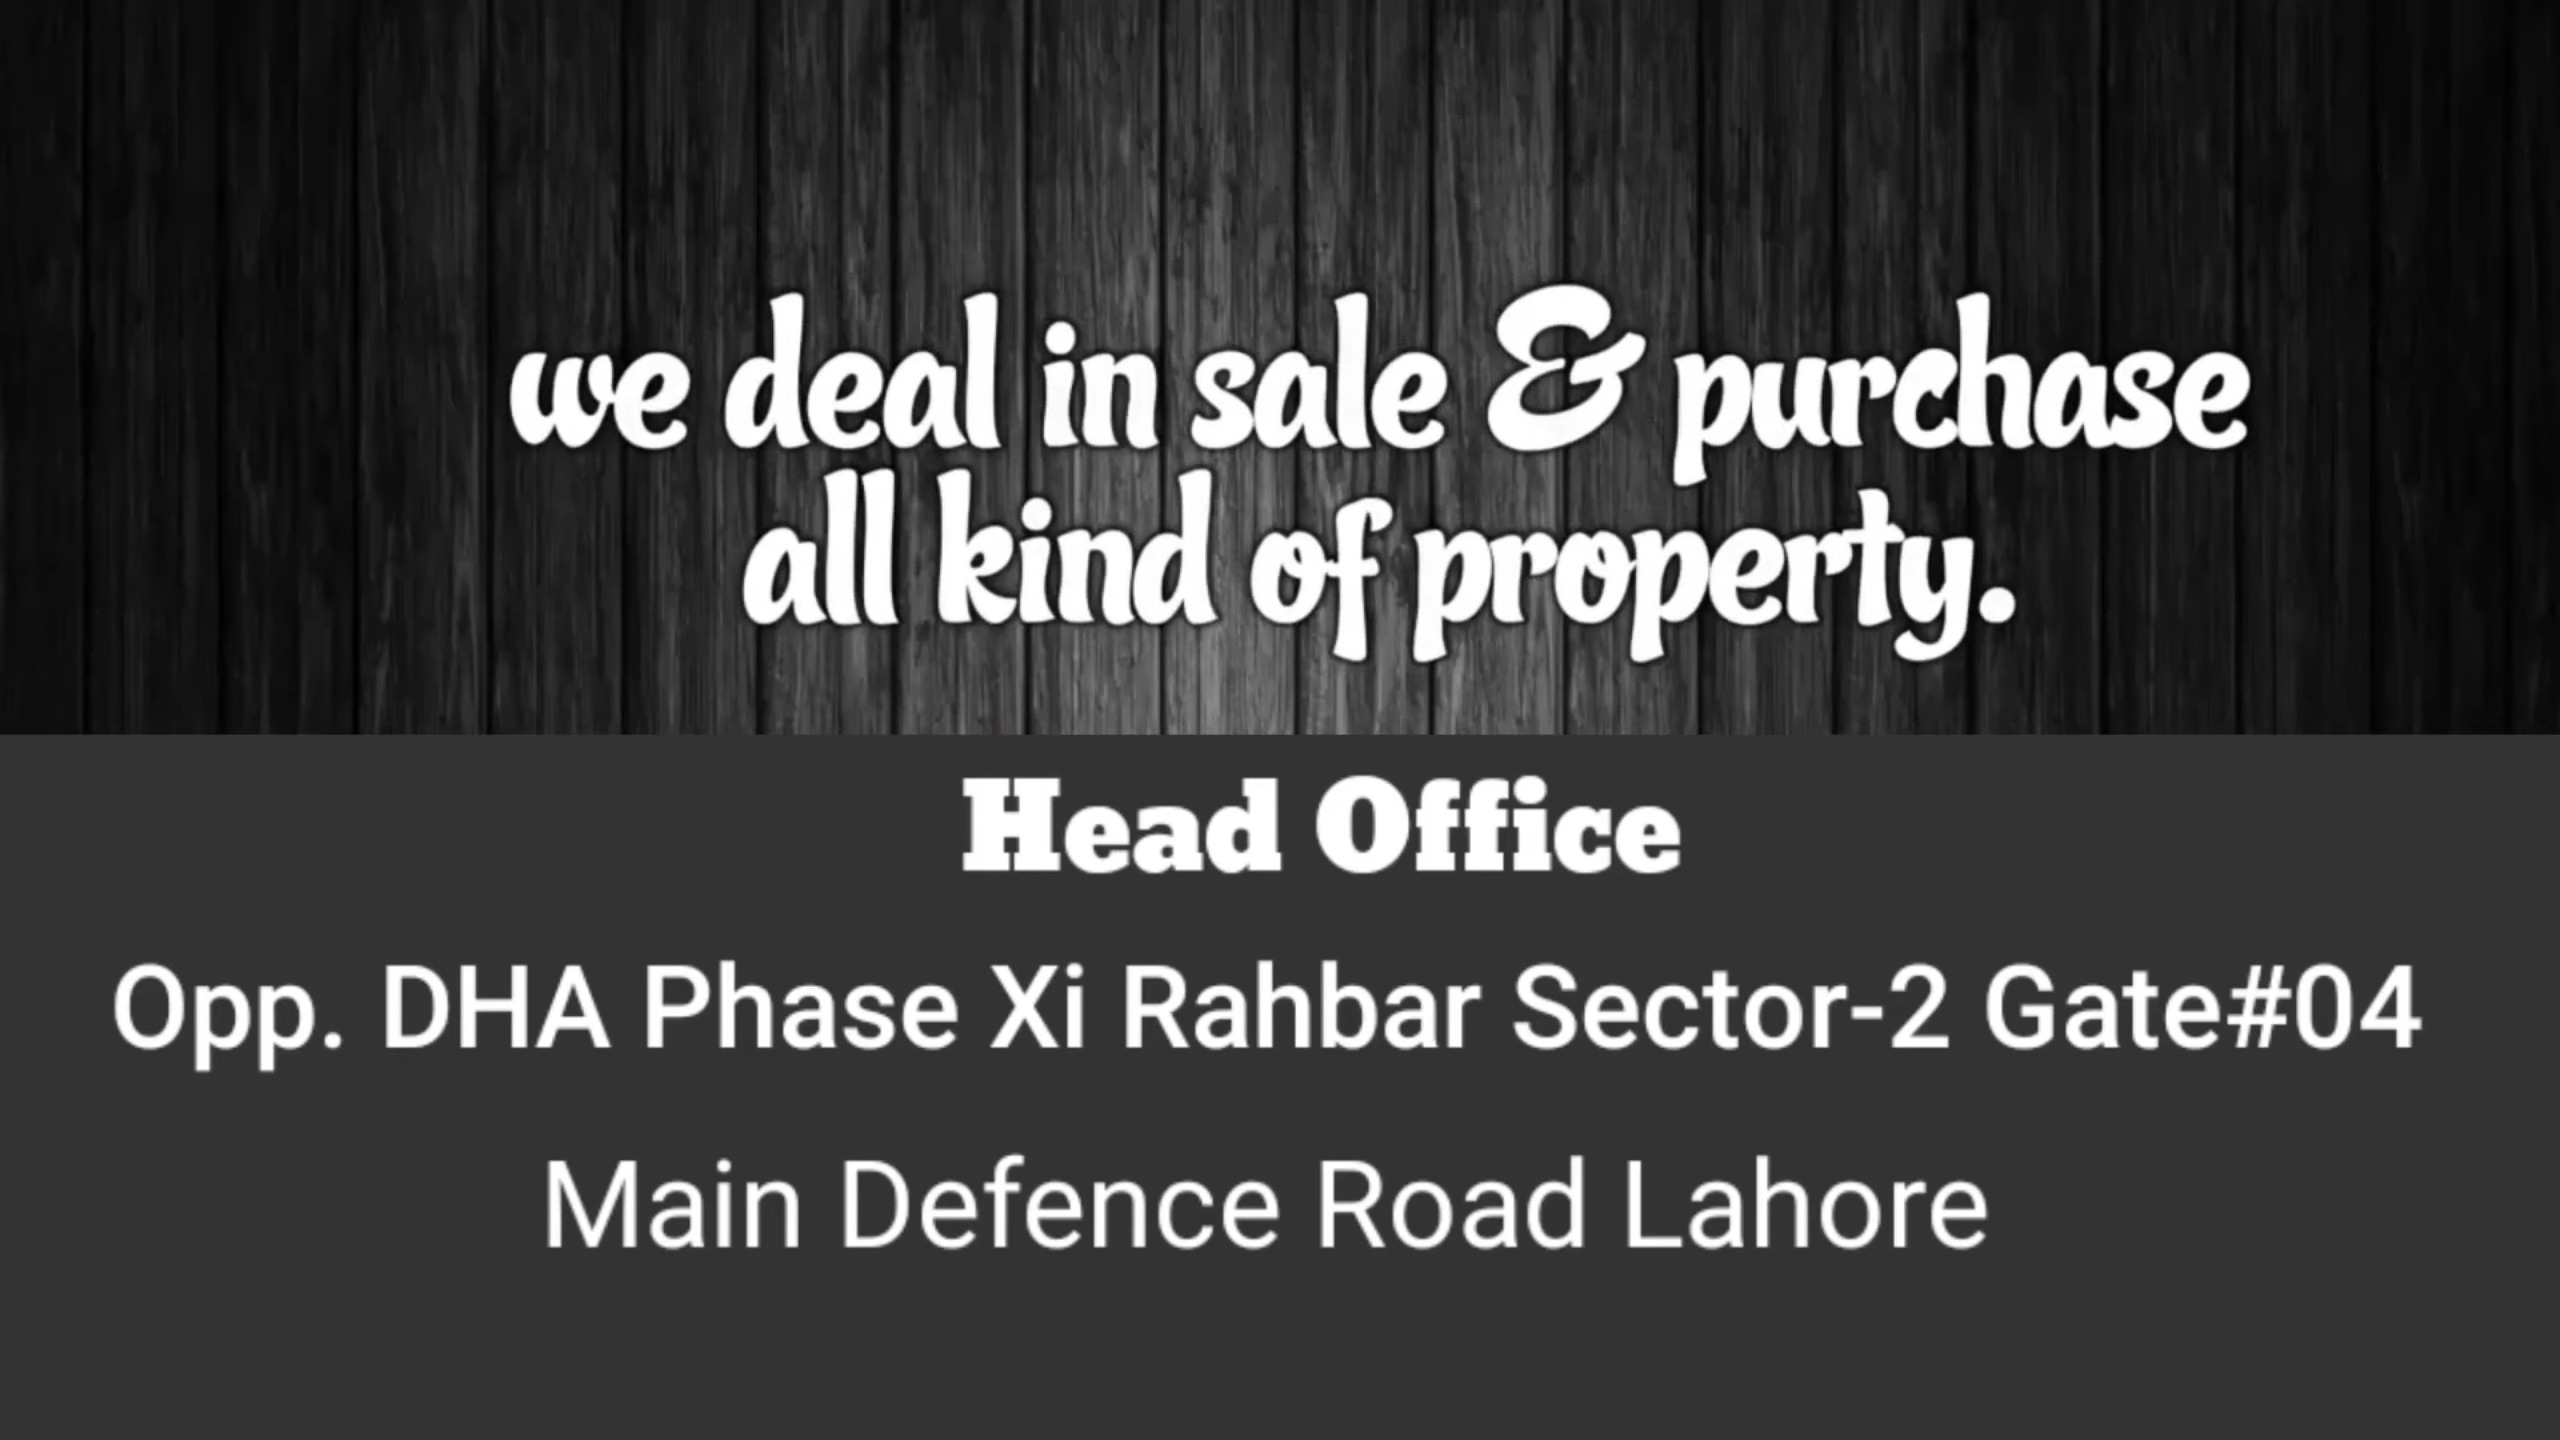 we deal in sale & purchase
all kind of property.
Head Office
Opp. DHA Phase Xi Rahbar Sector-2 Gate#04
Main Defence Road Lahore